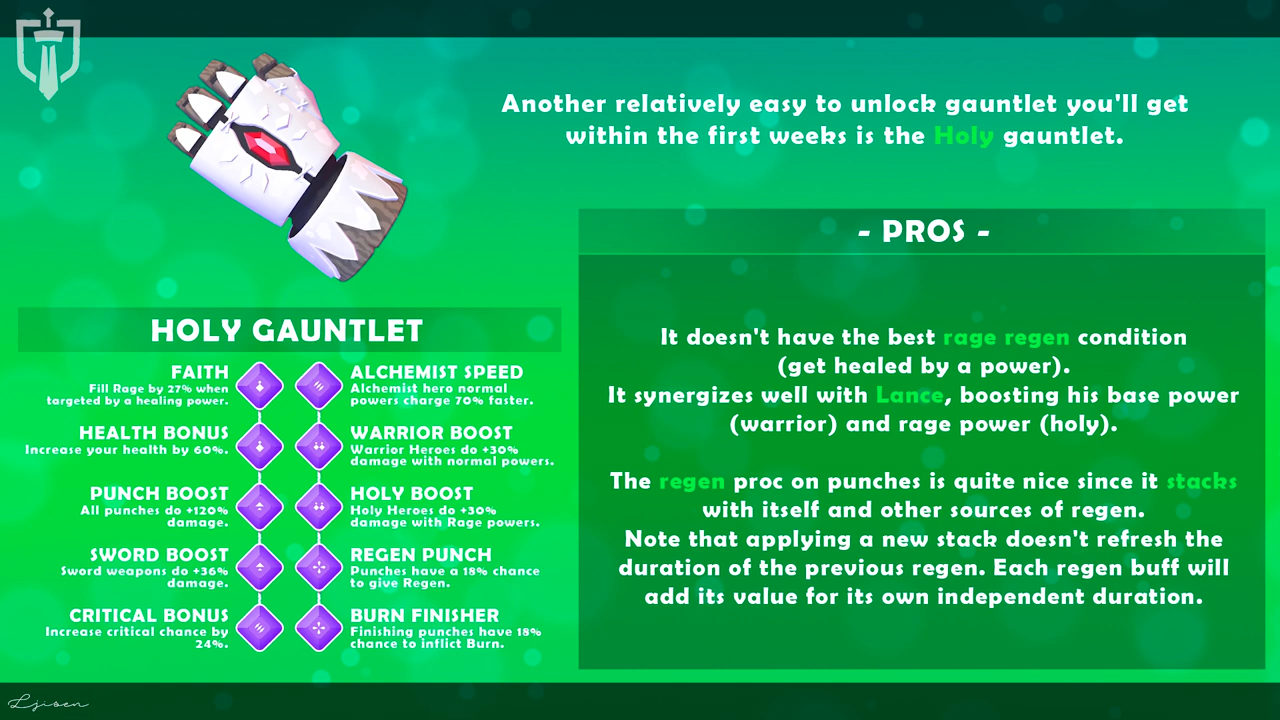 Another relatively easy to unlock gauntlet you'll get
within the first weeks is the Holy gauntlet.
- PROS -
It doesn't have the best rage regen condition
(get healed by a power).
It synergizes well with Lance, boosting his base power
(warrior) and rage power (holy).
The regen proc on punches is quite nice since it stacks
with itself and other sources of regen.
Note that applying a new stack doesn't refresh the
duration of the previous regen. Each regen buff will
add its value for its own independent duration.
HOLY GAUNTLET
FAITH
Fill Rage by 27% when
targeted by a healing power.
HEALTH BONUS
Increase your health by 60%.
PUNCH BOOST
All punches do +120%
damage.
SWORD BOOST
Sword weapons do +36%
damage.
CRITICAL BONUS
Increase critical chance by
24%.
ALCHEMIST SPEED
Alchemist hero normal
powers charge 70% faster.
WARRIOR BOOST
Warrior Heroes do +30%
damage with normal powers.
HOLY BOOST
Holy Heroes do +30%
damage with Rage powers.
REGEN PUNCH
Punches have a 18% chance
to give Regen.
BURN FINISHER
Finishing punches have 18%
chance to inflict Burn.